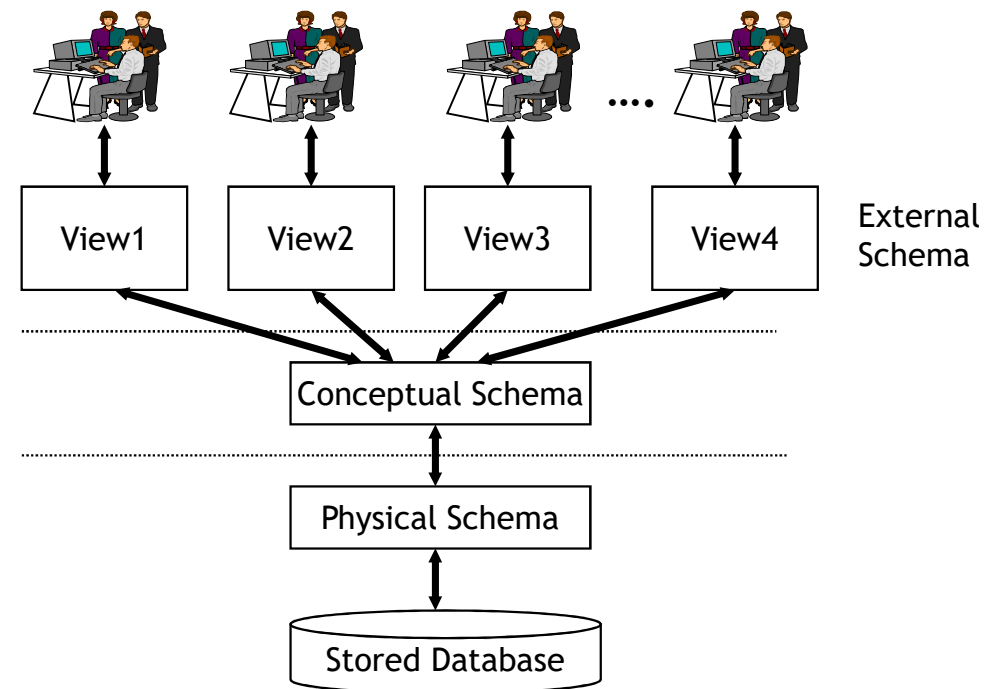 ....
View1
View2
View3
View4
External
Schema
Conceptual Schema
Physical Schema
Stored Database